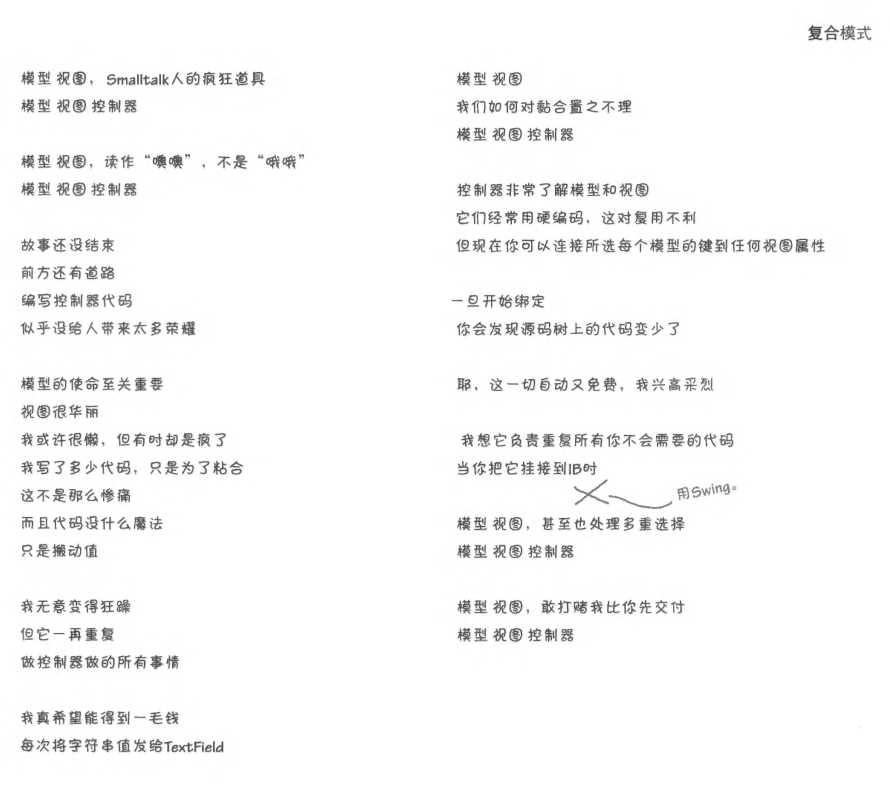 复合模式
模型 视图， Smalltalk人的疯狂道具
模型 视图 控制器
模型 视图，读作“噢噢”，不是“哦哦”
模型 视图 控制器
故事还没结束
前方还有道路
编写控制器代码
似乎没给人带来太多荣耀
模型的使命至关重要
视图很华丽
我或许很懒，但有时却是疯了
我写了多少代码，只是为了粘合
这不是那么惨痛
而且代码没什么魔法
只是搬动值
我无意变得狂躁
但它一再重复
做控制器做的所有事情
我真希望能得到一毛钱
每次将字符串值发给TextField
模型 视图
我们如何对黏合置之不理
模型 视图 控制器
控制器非常了解模型和视图
它们经常用硬编码，这对复用不利
但现在你可以连接所选每个模型的键到任何视图属性
一旦开始绑定
你会发现源码树上的代码变少了
耶，这一切自动又免费，我兴高采烈
我想它负责重复所有你不会需要的代码
当你把它挂接到IB时
用Swing。
模型 视图，甚至也处理多重选择
模型 视图 控制器
模型 视图，敢打赌我比你先交付
模型 视图 控制器